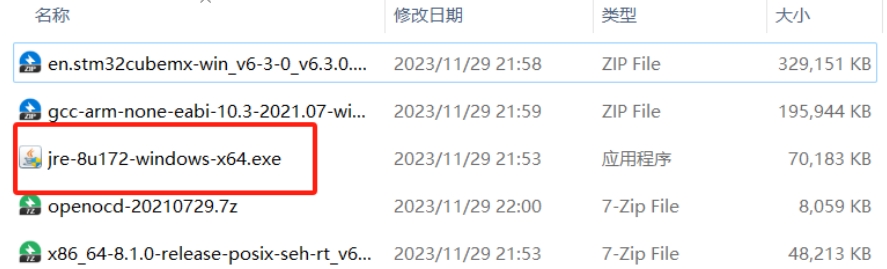 名称 修改日期 类型 大小
en.stm32cubemx-win_v6-3-0_v6.3.0.... 2023/11/29 21:58 ZIP File 329,151 KB
gcc-arm-none-eabi-10.3-2021.07-wi... 2023/11/29 21:59 ZIP File 195,944 KB
jre-8u172-windows-x64.exe 2023/11/29 21:53 应用程序 70,183 KB
openocd-20210729.7z 2023/11/29 22:00 7-Zip File 8,059 KB
x86_64-8.1.0-release-posix-seh-rt_v6... 2023/11/29 21:53 7-Zip File 48,213 KB